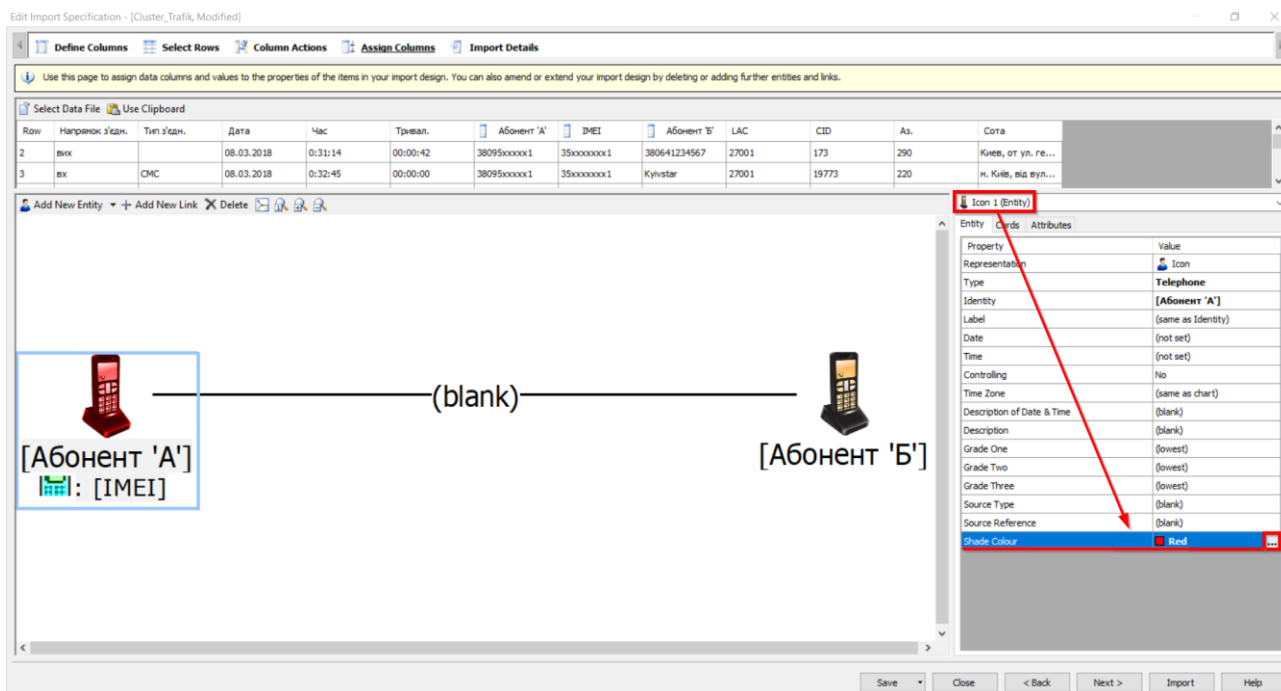 Edit Import Specification - [Cluster_Trafik, Modified]
Define Columns Select Rows Column Actions Assign Columns Import Details
Use this page to assign data columns and values to the properties of the items in your import design. You can also amend or extend your import design by deleting or adding further entities and links.
Select Data File Use Clipboard
Row Напрянок з'єдн. Тип з'єдн. Дата Час Тривал. Абонент 'А' IMEI Абонент 'Б' LAC CID Аз. Сота
2 вих 08.03.2018 0:31:14 00:00:42 38095xxxxx1 35xxxxxxx1 380641234567 27001 173 290 Киев, от ул. ге...
3 вх СМС 08.03.2018 0:32:45 00:00:00 38095xxxxx1 35xxxxxxx1 Kyivstar 27001 19773 220 м. Київ, від вул...
Add New Entity Add New Link Delete
Icon 1 (Entity)
Entity Cards Attributes
Property Value
Representation Icon
Type Telephone
Identity [Абонент 'А']
Label (same as Identity)
Date (not set)
Time (not set)
Controlling No
Time Zone (same as chart)
Description of Date & Time (blank)
Description (blank)
Grade One (lowest)
Grade Two (lowest)
Grade Three (lowest)
Source Type (blank)
Source Reference (blank)
Shade Colour Red ...
(blank)
[Абонент 'А']
: [IMEI]
[Абонент 'Б']
Save Close < Back Next > Import Help